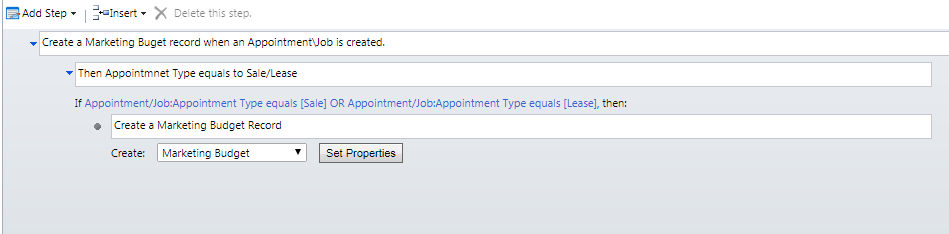 Add Step Insert Delete this step.
Create a Marketing Buget record when an Appointment\Job is created.
Then Appointmnet Type equals to Sale/Lease
If Appointment/Job:Appointment Type equals [Sale] OR Appointment/Job:Appointment Type equals [Lease], then:
Create a Marketing Budget Record
Create: Marketing Budget Set Properties